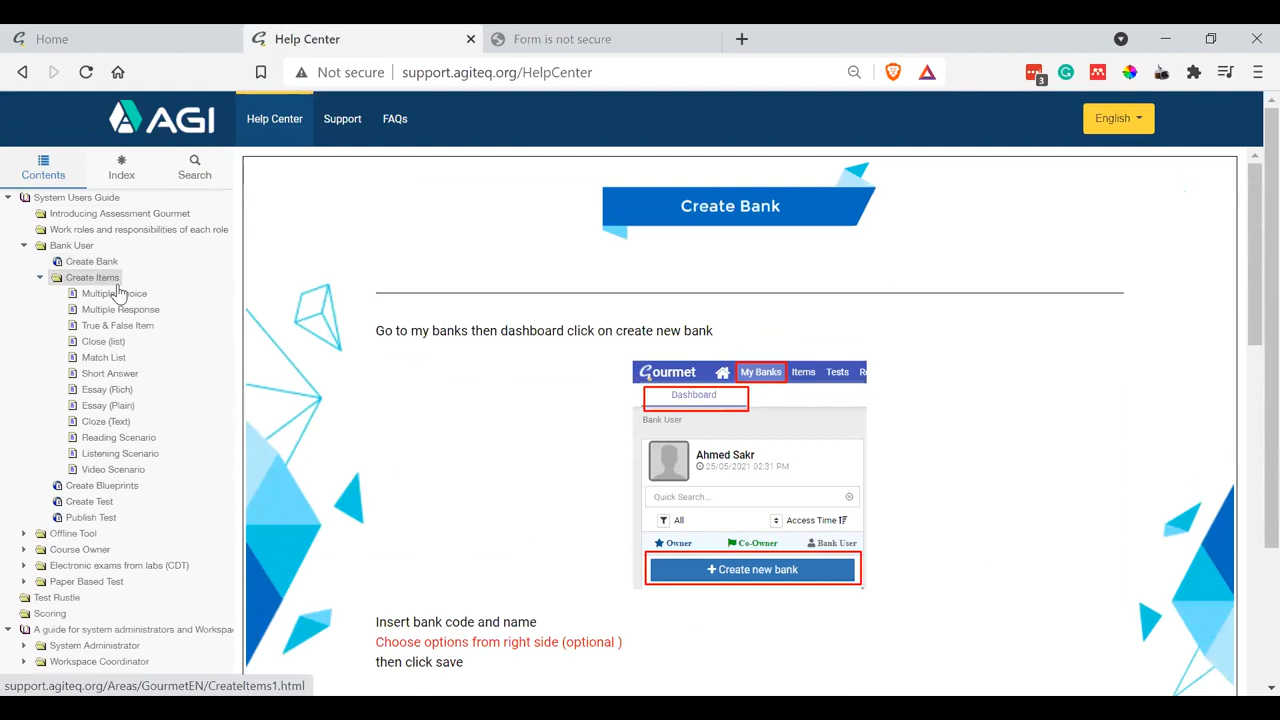 Home
Help Center
Form is not secure
Not secure
support.agiteq.org/HelpCenter
3
AGI
Help Center
Support
FAQs
English
Contents
Index
Search
System Users Guide
Introducing Assessment Gourmet
Work roles and responsibilities of each role
Bank User
Create Bank
Create Items
Multiple Choice
Multiple Response
True & False Item
Close (list)
Match List
Short Answer
Essay (Rich)
Essay (Plain)
Cloze (Text)
Reading Scenario
Listening Scenario
Video Scenario
Create Blueprints
Create Test
Publish Test
Offline Tool
Course Owner
Electronic exams from labs (CDT)
Paper Based Test
Test Rustle
Scoring
A guide for system administrators and Workspa
System Administrator
Workspace Coordinator
support.agiteq.org/Areas/GourmetEN/CreateItems1.html
Create Bank
Go to my banks then dashboard click on create new bank
Gourmet
My Banks
Items
Tests
Dashboard
Bank User
Ahmed Sakr
25/05/2021 02.31 PM
Quick Search...
All
Access Time
Owner
Co-Owner
Bank User
+ Create new bank
Insert bank code and name
Choose options from right side (optional )
then click save